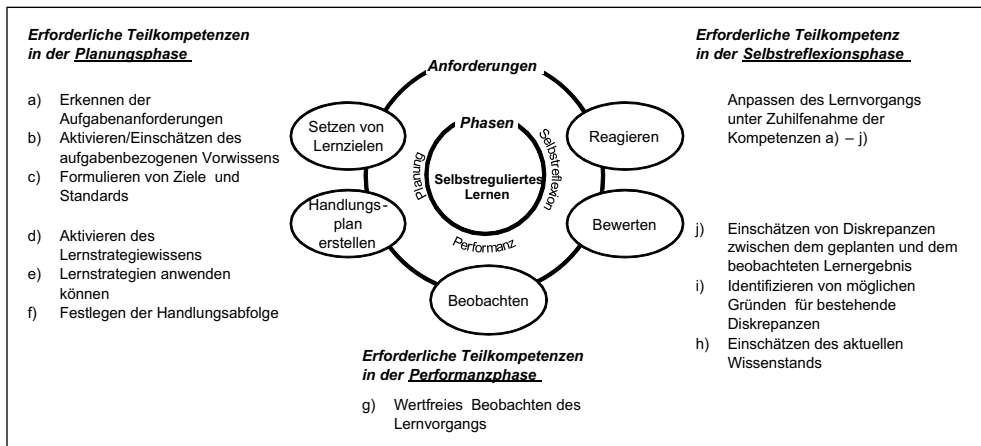 Erforderliche Teilkompetenzen
in der Planungsphase
a) Erkennen der
Aufgabenanforderungen
b) Aktivieren/Einschätzen des
aufgabenbezogenen Vorwissens
c) Formulieren von Ziele und
Standards
d) Aktivieren des
Lernstrategiewissens
e) Lernstrategien anwenden
können
f) Festlegen der Handlungsabfolge
Anforderungen
Setzen von
Lernzielen
Handlungs-
plan
erstellen
Beobachten
Bewerten
Reagieren
Phasen
Planung
Selbstreflexion
Performanz
Selbstreguliertes
Lernen
Erforderliche Teilkompetenzen
in der Performanzphase
g) Wertfreies Beobachten des
Lernvorgangs
Erforderliche Teilkompetenz
in der Selbstreflexionsphase
Anpassen des Lernvorgangs
unter Zuhilfenahme der
Kompetenzen a) – j)
j) Einschätzen von Diskrepanzen
zwischen dem geplanten und dem
beobachteten Lernergebnis
i) Identifizieren von möglichen
Gründen für bestehende
Diskrepanzen
h) Einschätzen des aktuellen
Wissenstands